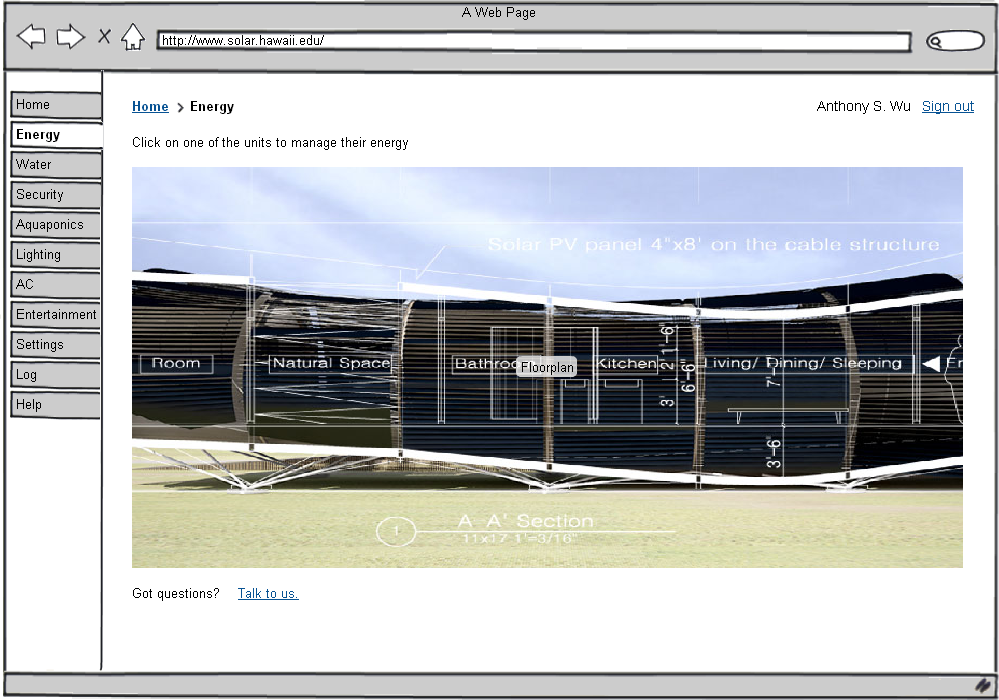 A Web Page
http://www.solar.hawaii.edu/
Home
Energy
Water
Security
Aquaponics
Lighting
AC
Entertainment
Settings
Log
Help
Home > Energy
Anthony S. Wu Sign out
Click on one of the units to manage their energy
Solar PV panel 4"x8' on the cable structure
Room
Natural Space
Floorplan
Kitchen
Living/ Dining/ Sleeping
3' 2' 1'-6"
6'-6"
3'-6"
1
A A' Section
11x17 1'=3/16"
Got questions? Talk to us.